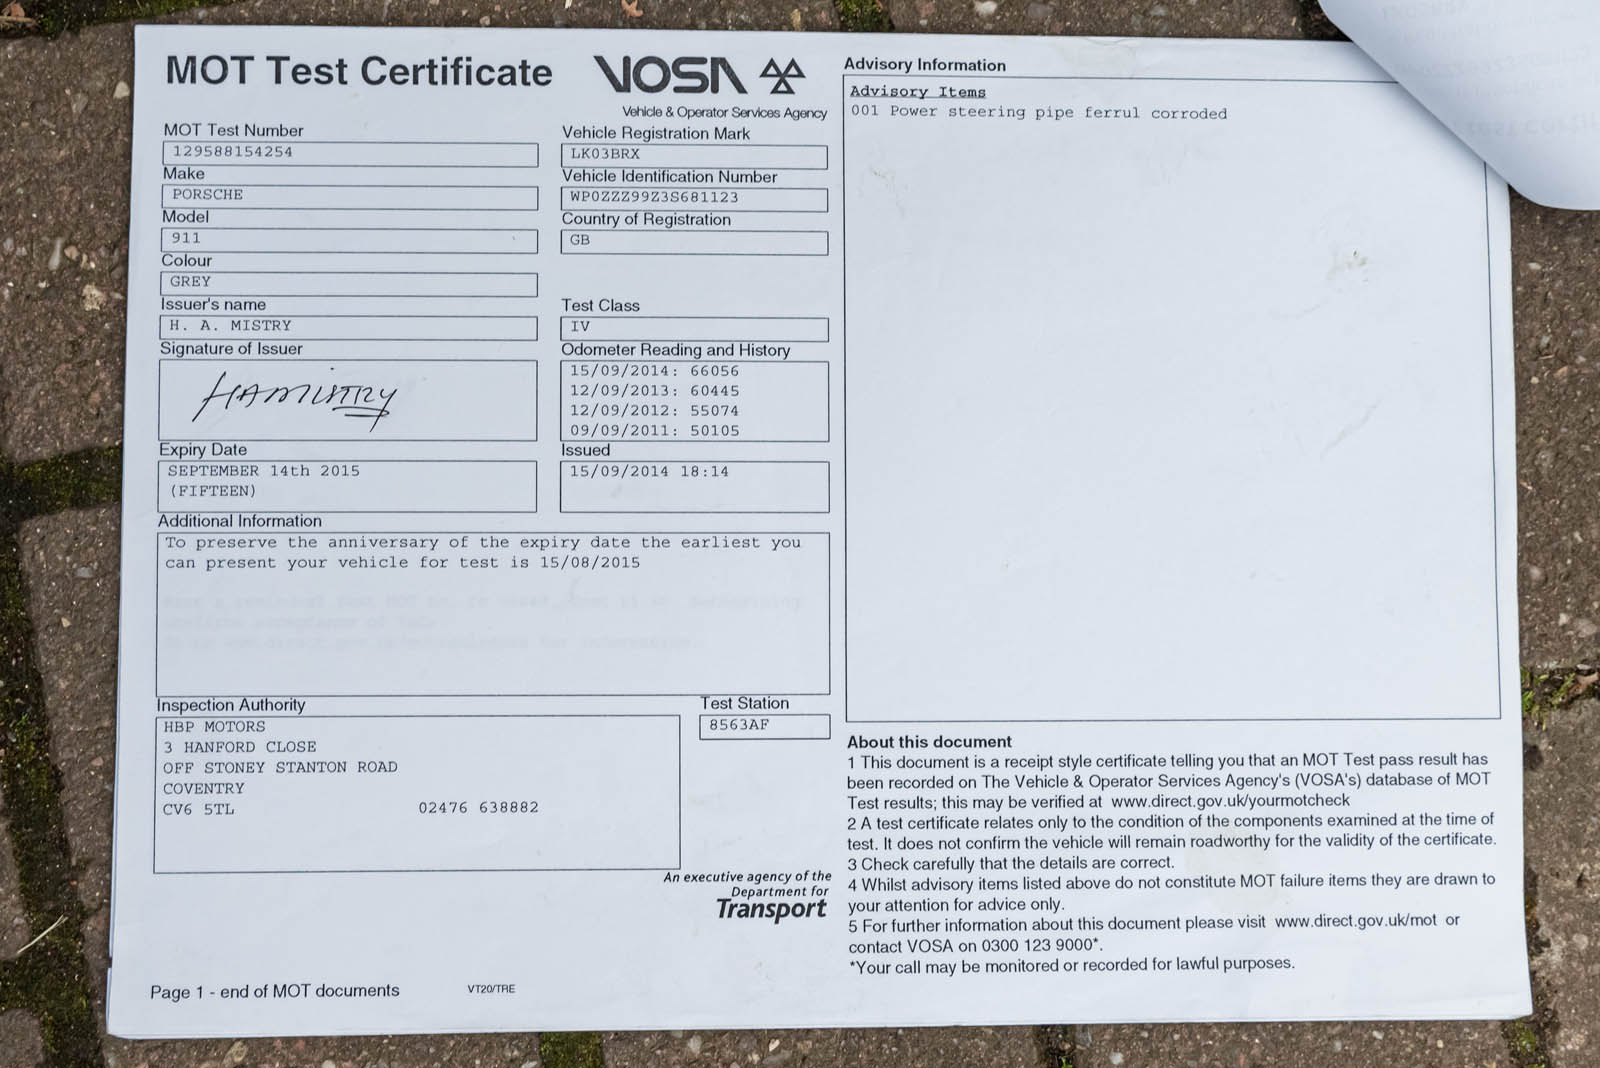 MOT Test Certificate
VOSA
Vehicle & Operator Services Agency
MOT Test Number
129588154254
Make
PORSCHE
Model
911
Colour
GREY
Issuer's name
H. A. MISTRY
Signature of Issuer
HAMISTRY
Expiry Date
SEPTEMBER 14th 2015
(FIFTEEN)
Vehicle Registration Mark
LK03BRX
Vehicle Identification Number
WP0ZZZ99Z3S681123
Country of Registration
GB
Test Class
IV
Odometer Reading and History
15/09/2014: 66056
12/09/2013: 60445
12/09/2012: 55074
09/09/2011: 50105
Issued
15/09/2014 18:14
Additional Information
To preserve the anniversary of the expiry date the earliest you
can present your vehicle for test is 15/08/2015
Inspection Authority
HBP MOTORS
3 HANFORD CLOSE
OFF STONEY STANTON ROAD
COVENTRY
CV6 5TL 02476 638882
Test Station
8563AF
An executive agency of the
Department for
Transport
Page 1 - end of MOT documents
VT20/TRE
Advisory Information
Advisory Items
001 Power steering pipe ferrul corroded
About this document
1 This document is a receipt style certificate telling you that an MOT Test pass result has
been recorded on The Vehicle & Operator Services Agency's (VOSA's) database of MOT
Test results; this may be verified at www.direct.gov.uk/yourmotcheck
2 A test certificate relates only to the condition of the components examined at the time of
test. It does not confirm the vehicle will remain roadworthy for the validity of the certificate.
3 Check carefully that the details are correct.
4 Whilst advisory items listed above do not constitute MOT failure items they are drawn to
your attention for advice only.
5 For further information about this document please visit www.direct.gov.uk/mot or
contact VOSA on 0300 123 9000*.
*Your call may be monitored or recorded for lawful purposes.